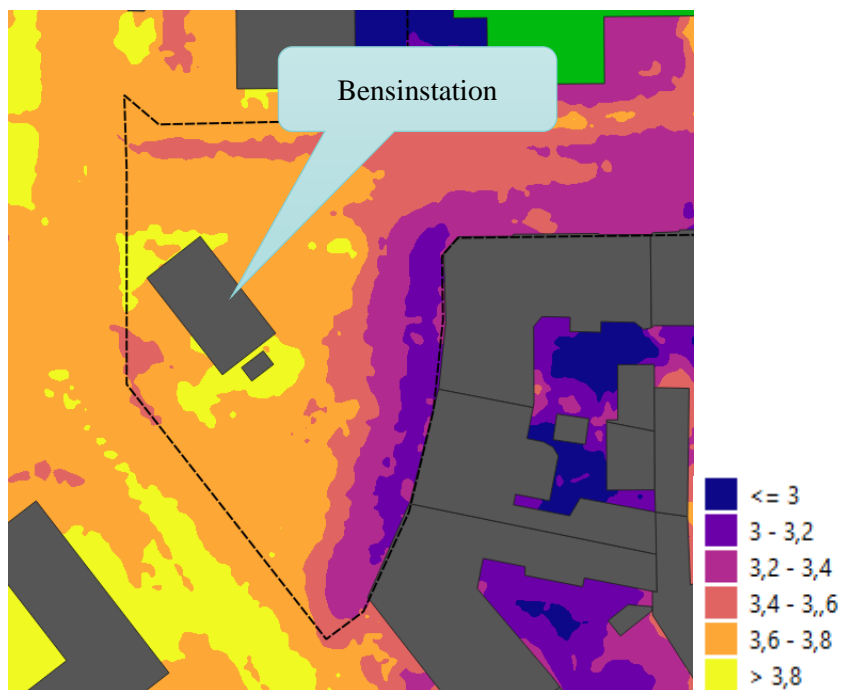 Bensinstation
<= 3
3 - 3,2
3,2 - 3,4
3,4 - 3,,6
3,6 - 3,8
> 3,8